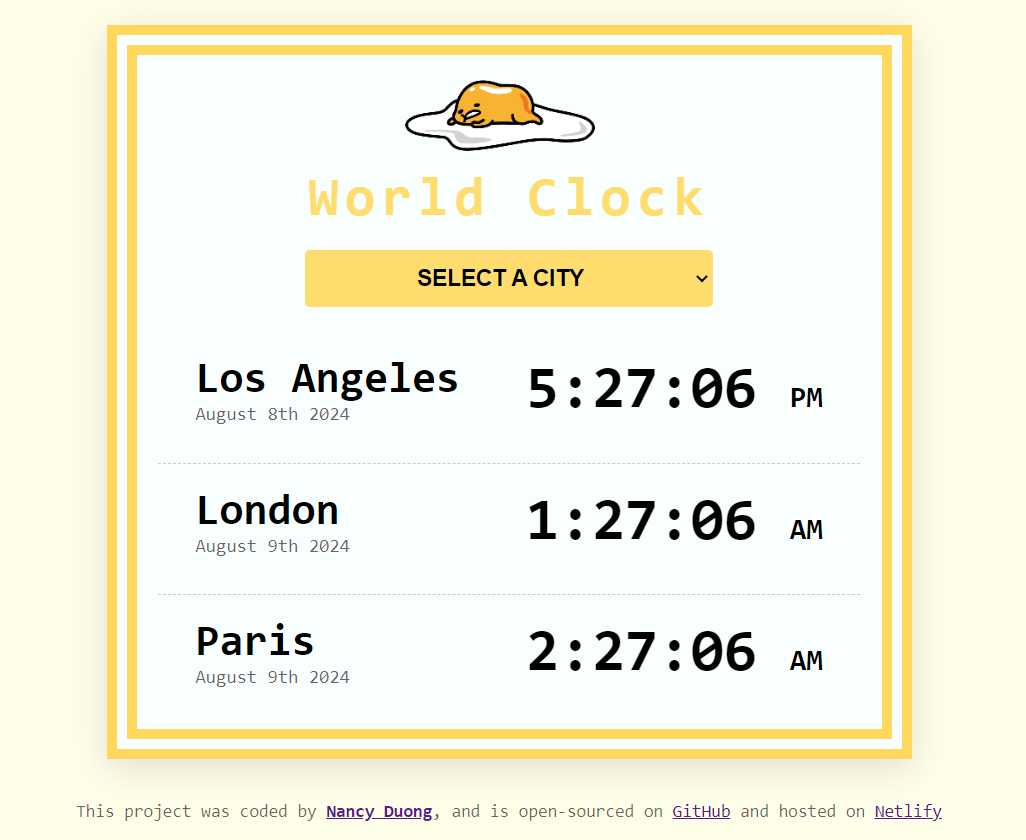 World Clock
SELECT A CITY
Los Angeles
August 8th 2024
5:27:06 PM
London
August 9th 2024
1:27:06 AM
Paris
August 9th 2024
2:27:06 AM
This project was coded by Nancy Duong, and is open-sourced on GitHub and hosted on Netlify